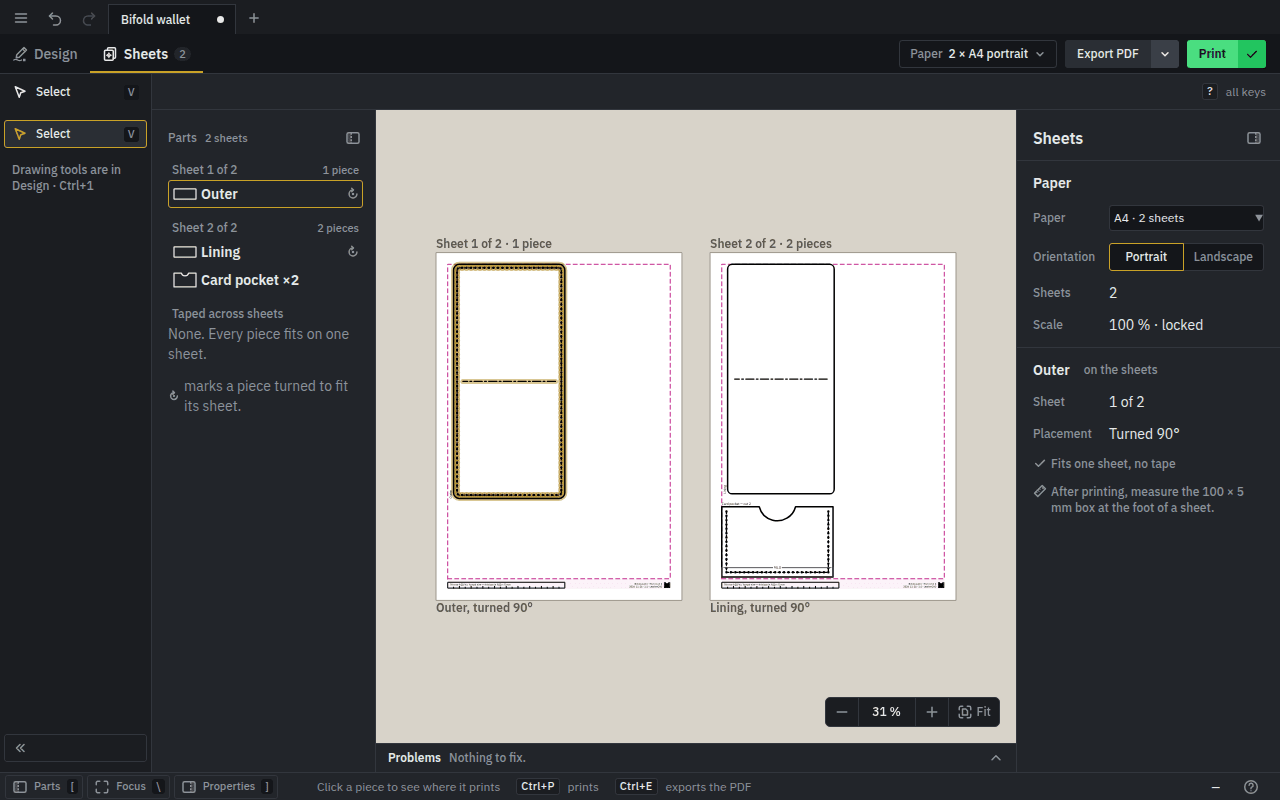 Bifold wallet
Design
Sheets 2
Paper 2 × A4 portrait
Export PDF
Print
Select V
? all keys
Select V
Drawing tools are in
Design · Ctrl+1
Parts 2 sheets
Sheet 1 of 2 1 piece
Outer
Sheet 2 of 2 2 pieces
Lining
Card pocket ×2
Taped across sheets
None. Every piece fits on one
sheet.
marks a piece turned to fit
its sheet.
Sheet 1 of 2 · 1 piece
Sheet 2 of 2 · 2 pieces
Outer, turned 90°
Lining, turned 90°
31 %
Fit
Problems Nothing to fix.
Sheets
Paper
Paper A4 · 2 sheets
Orientation Portrait Landscape
Sheets 2
Scale 100 % · locked
Outer on the sheets
Sheet 1 of 2
Placement Turned 90°
Fits one sheet, no tape
After printing, measure the 100 × 5
mm box at the foot of a sheet.
Parts [
Focus \
Properties ]
Click a piece to see where it prints Ctrl+P prints Ctrl+E exports the PDF